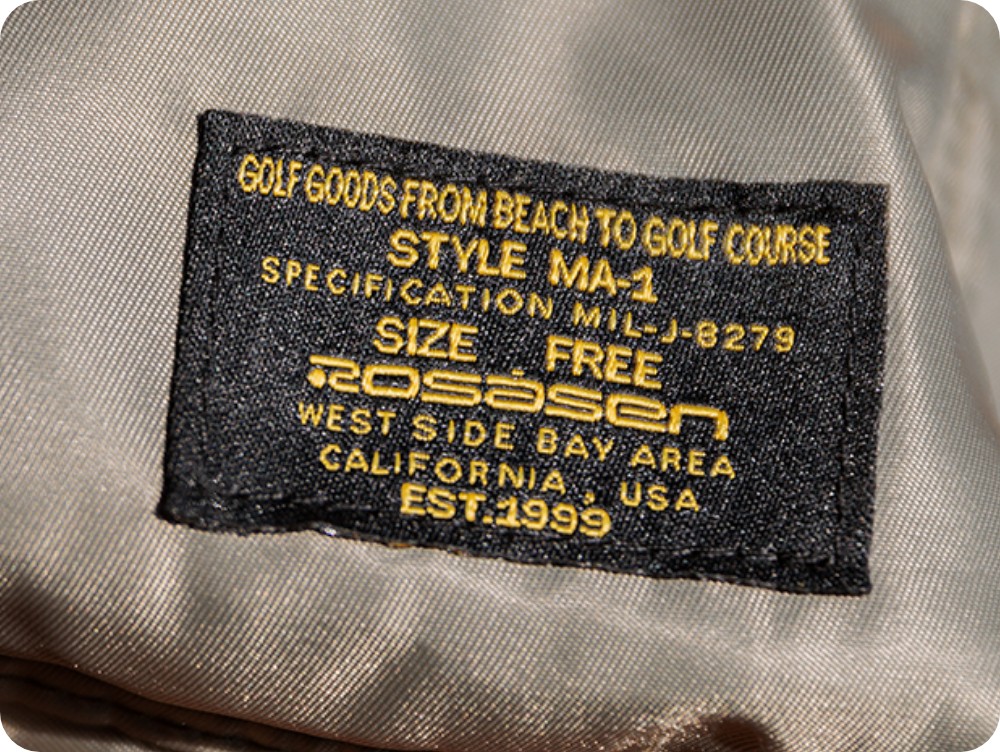 GOLF GOODS FROM BEACH TO GOLF COURSE
STYLE MA-1
SPECIFICATION MIL-J-8279
SIZE FREE
rosasen
WEST SIDE BAY AREA
CALIFORNIA , USA
EST.1999